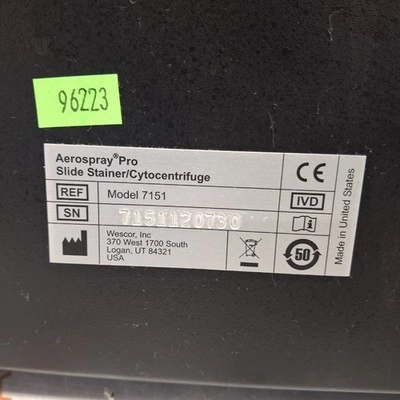 96223
Aerospray®Pro
Slide Stainer/Cytocentrifuge
CE
REF Model 7151 IVD
SN 7151120730
Wescor, Inc
370 West 1700 South
Logan, UT 84321
USA
50
Made in United States